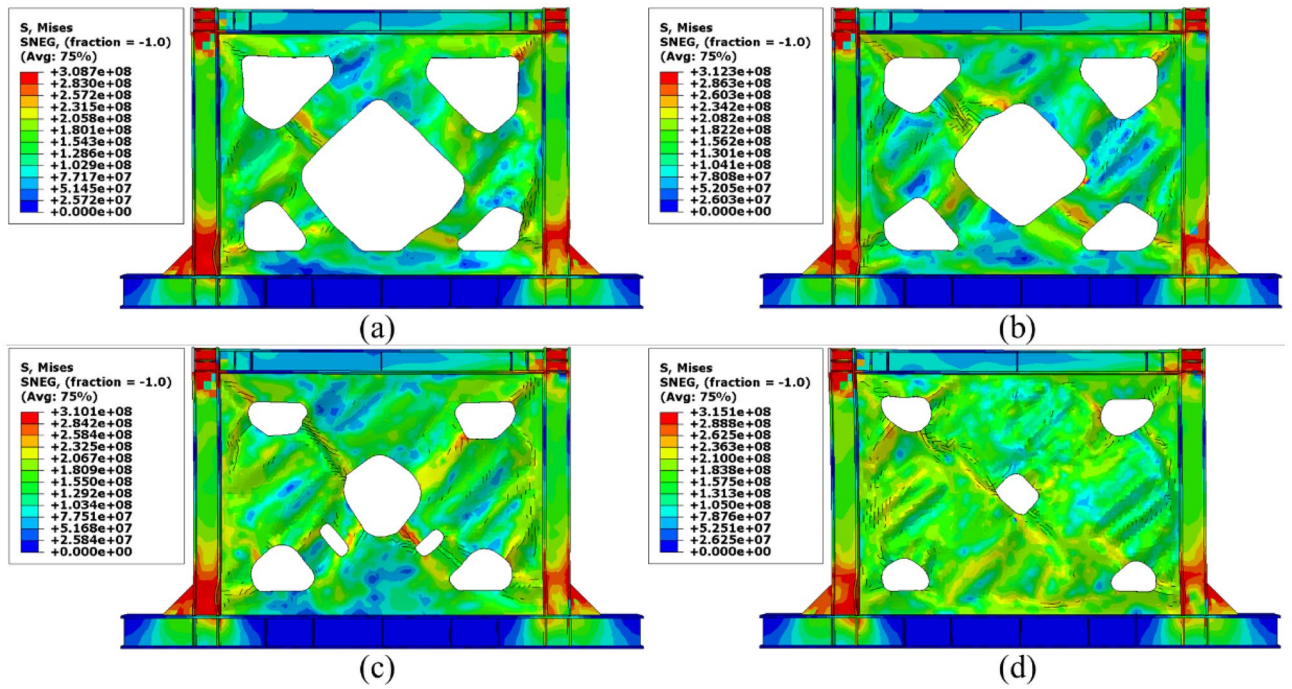 S, Mises
SNEG, (fraction = -1.0)
(Avg: 75%)
+3.087e+08
+2.830e+08
+2.572e+08
+2.315e+08
+2.058e+08
+1.801e+08
+1.543e+08
+1.286e+08
+1.029e+08
+7.717e+07
+5.145e+07
+2.572e+07
+0.000e+00
(a)
S, Mises
SNEG, (fraction = -1.0)
(Avg: 75%)
+3.123e+08
+2.863e+08
+2.603e+08
+2.342e+08
+2.082e+08
+1.822e+08
+1.562e+08
+1.301e+08
+1.041e+08
+7.808e+07
+5.205e+07
+2.603e+07
+0.000e+00
(b)
S, Mises
SNEG, (fraction = -1.0)
(Avg: 75%)
+3.101e+08
+2.842e+08
+2.584e+08
+2.325e+08
+2.067e+08
+1.809e+08
+1.550e+08
+1.292e+08
+1.034e+08
+7.751e+07
+5.168e+07
+2.584e+07
+0.000e+00
(c)
S, Mises
SNEG, (fraction = -1.0)
(Avg: 75%)
+3.151e+08
+2.888e+08
+2.625e+08
+2.363e+08
+2.100e+08
+1.838e+08
+1.575e+08
+1.313e+08
+1.050e+08
+7.876e+07
+5.251e+07
+2.625e+07
+0.000e+00
(d)